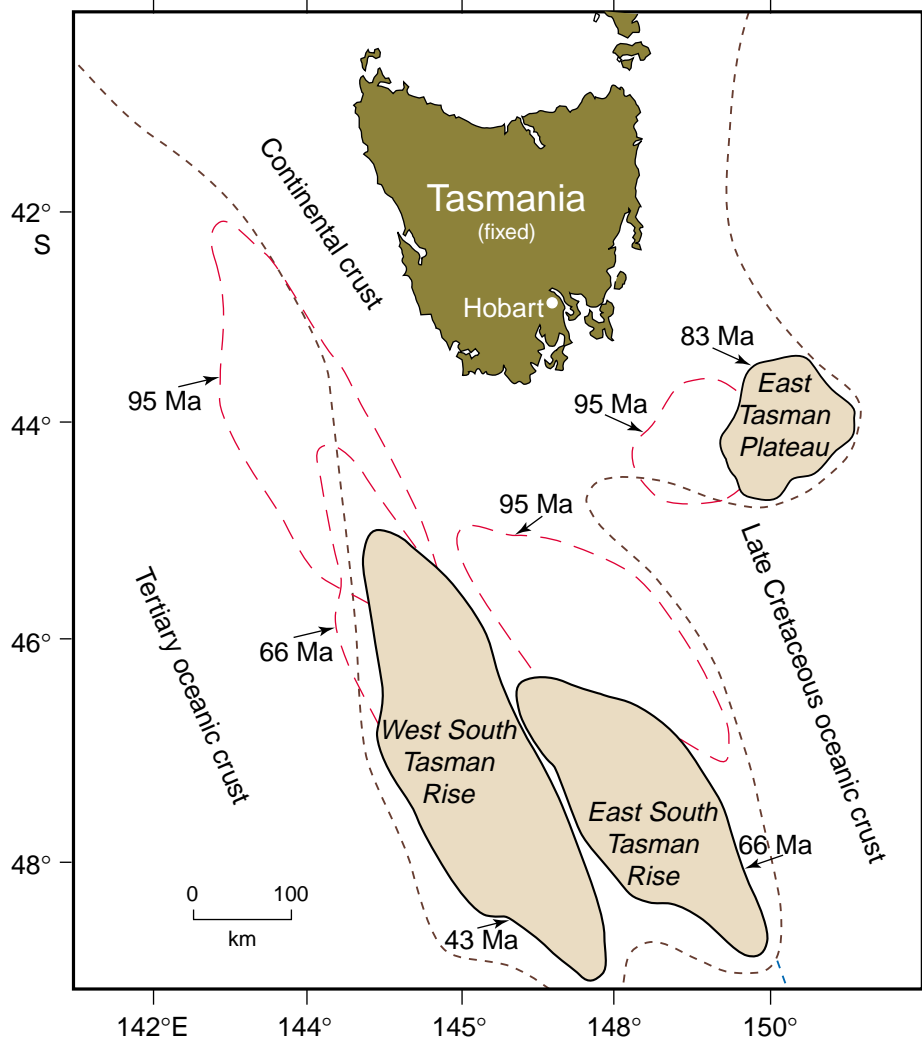 Tasmania
(fixed)
Hobart
Continental crust
42°
S
83 Ma
East
Tasman
Plateau
95 Ma
95 Ma
44°
95 Ma
Late Cretaceous oceanic crust
Tertiary oceanic crust
66 Ma
46°
West South
Tasman
Rise
East South
Tasman
Rise
66 Ma
48°
0 100
km
43 Ma
142°E 144° 145° 148° 150°